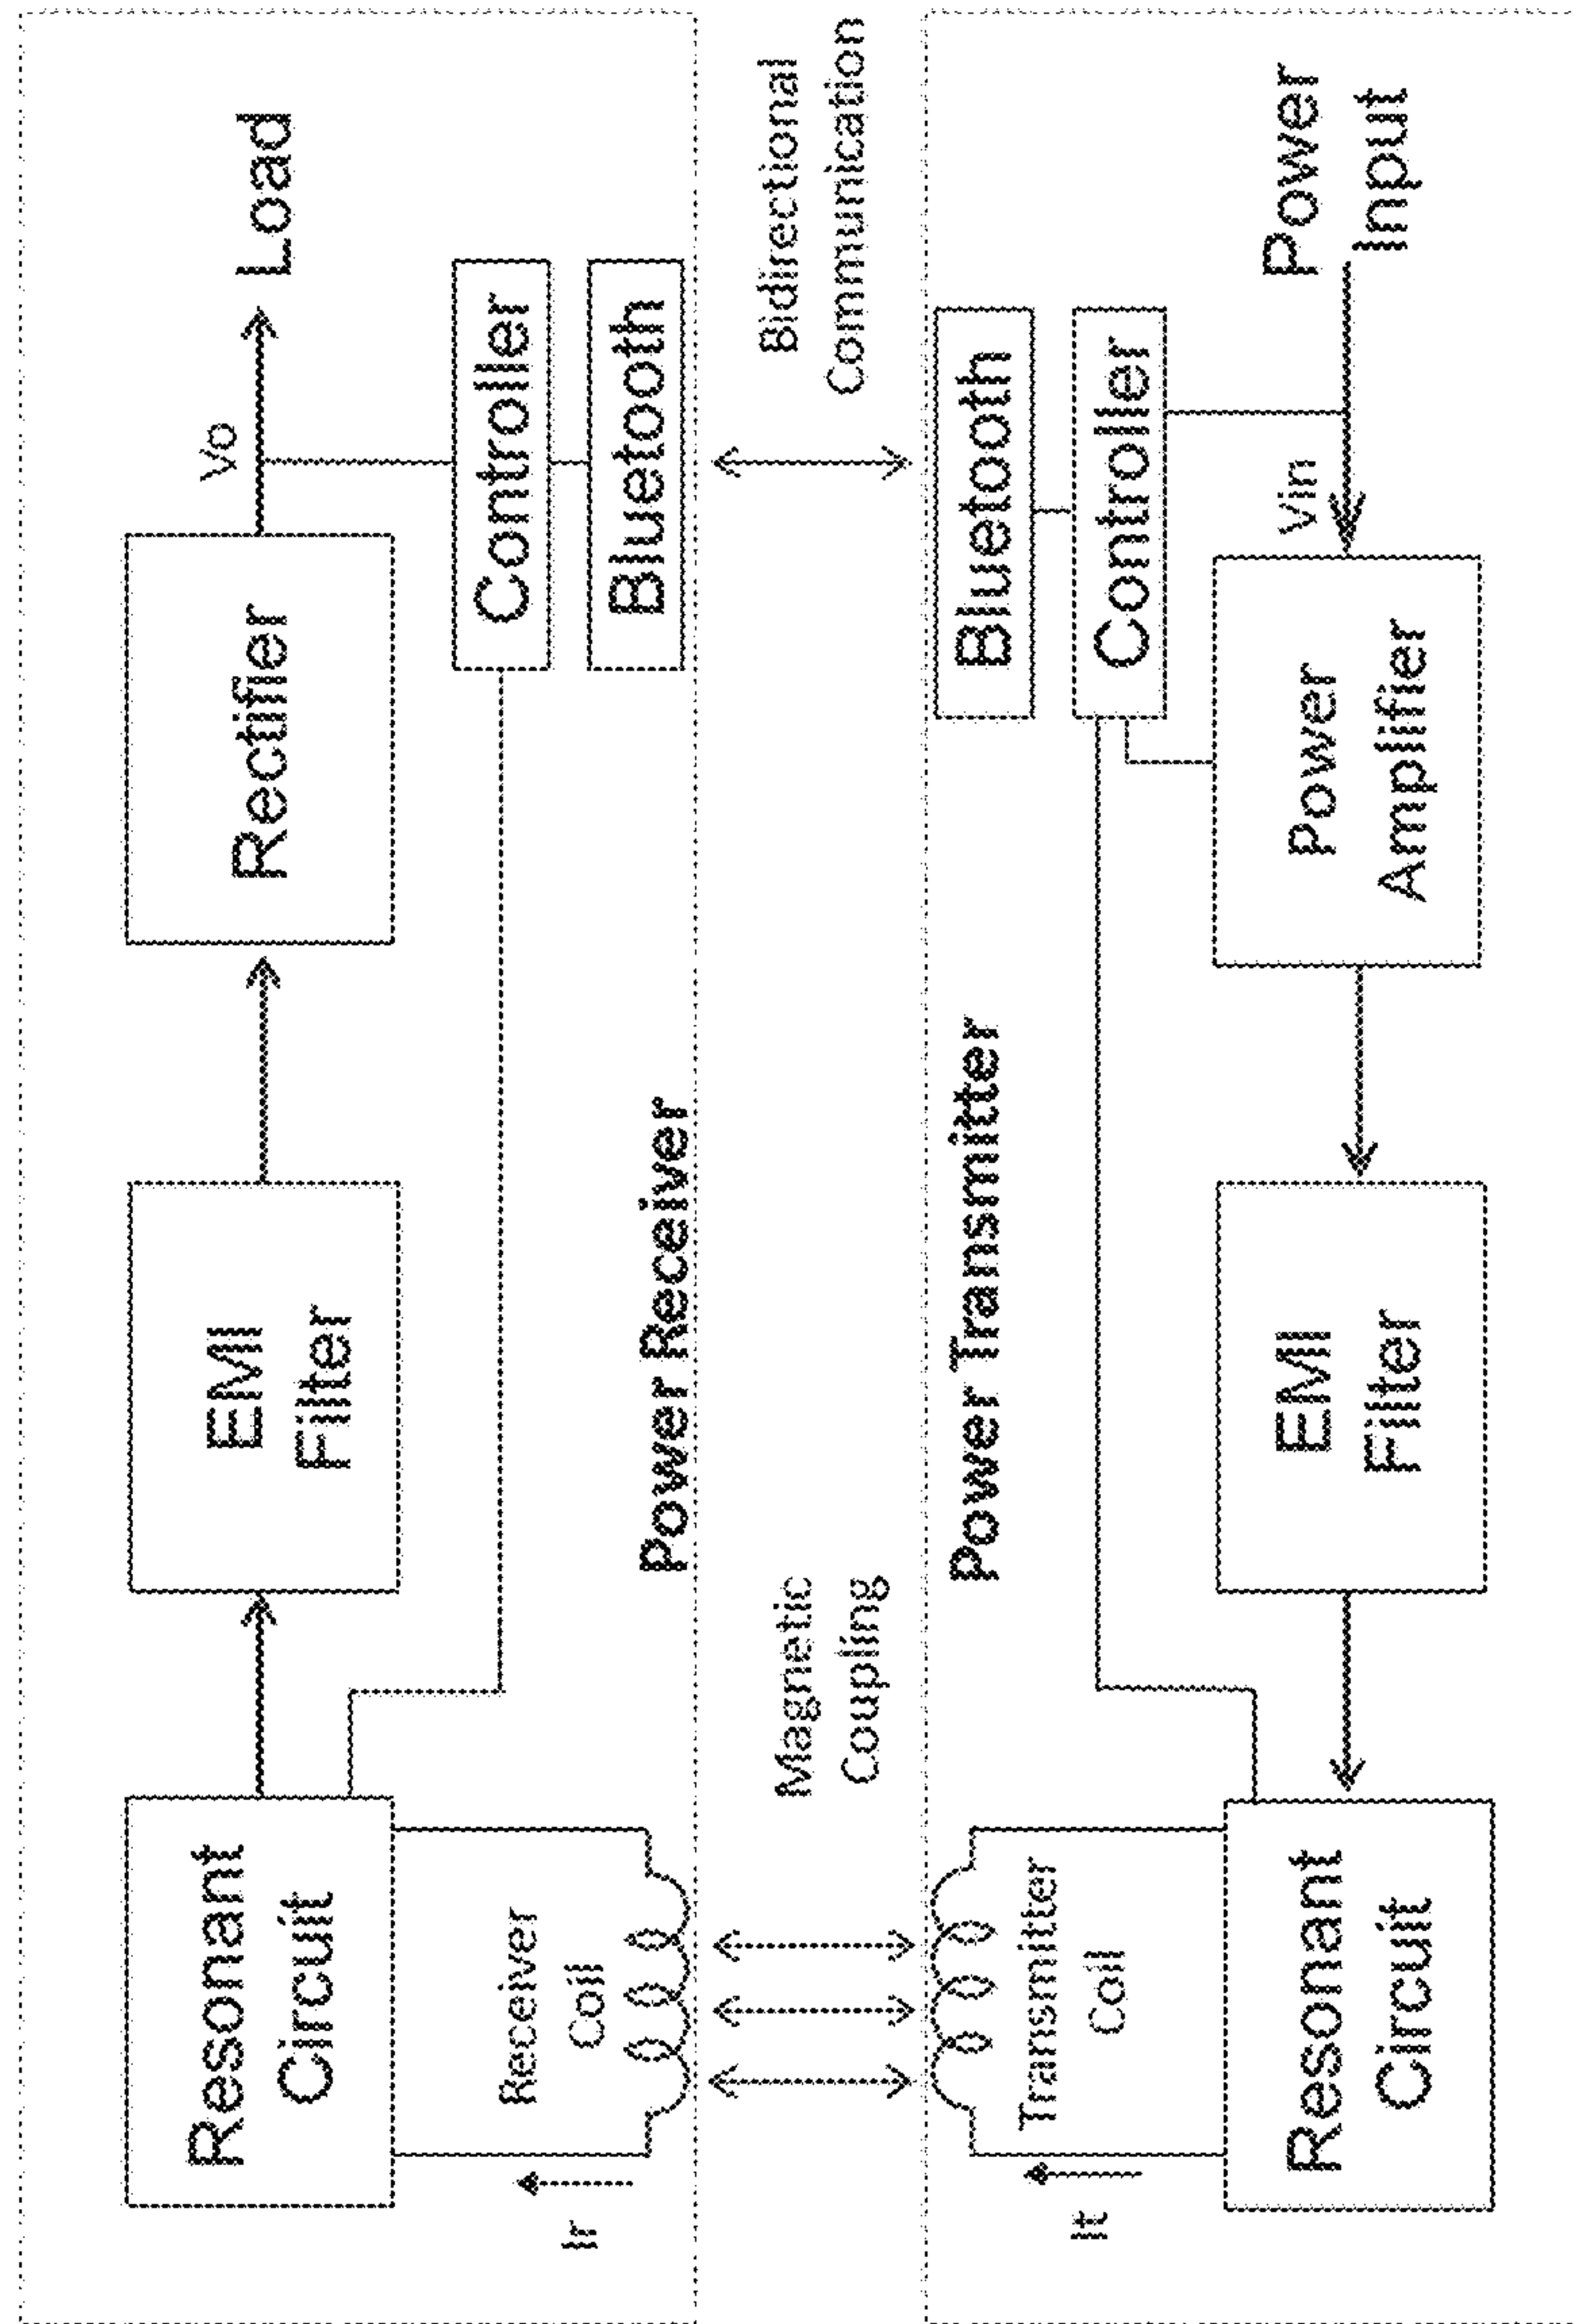 Resonant
Circuit
EMI
Filter
Rectifier
Vo
Load
Receiver
Coil
Ir
Controller
Bluetooth
Power Receiver
Magnetic
Coupling
Bidirectional
Communication
Power Transmitter
Bluetooth
Controller
Transmitter
Coil
It
Resonant
Circuit
EMI
Filter
Power
Amplifier
Vin
Power
Input